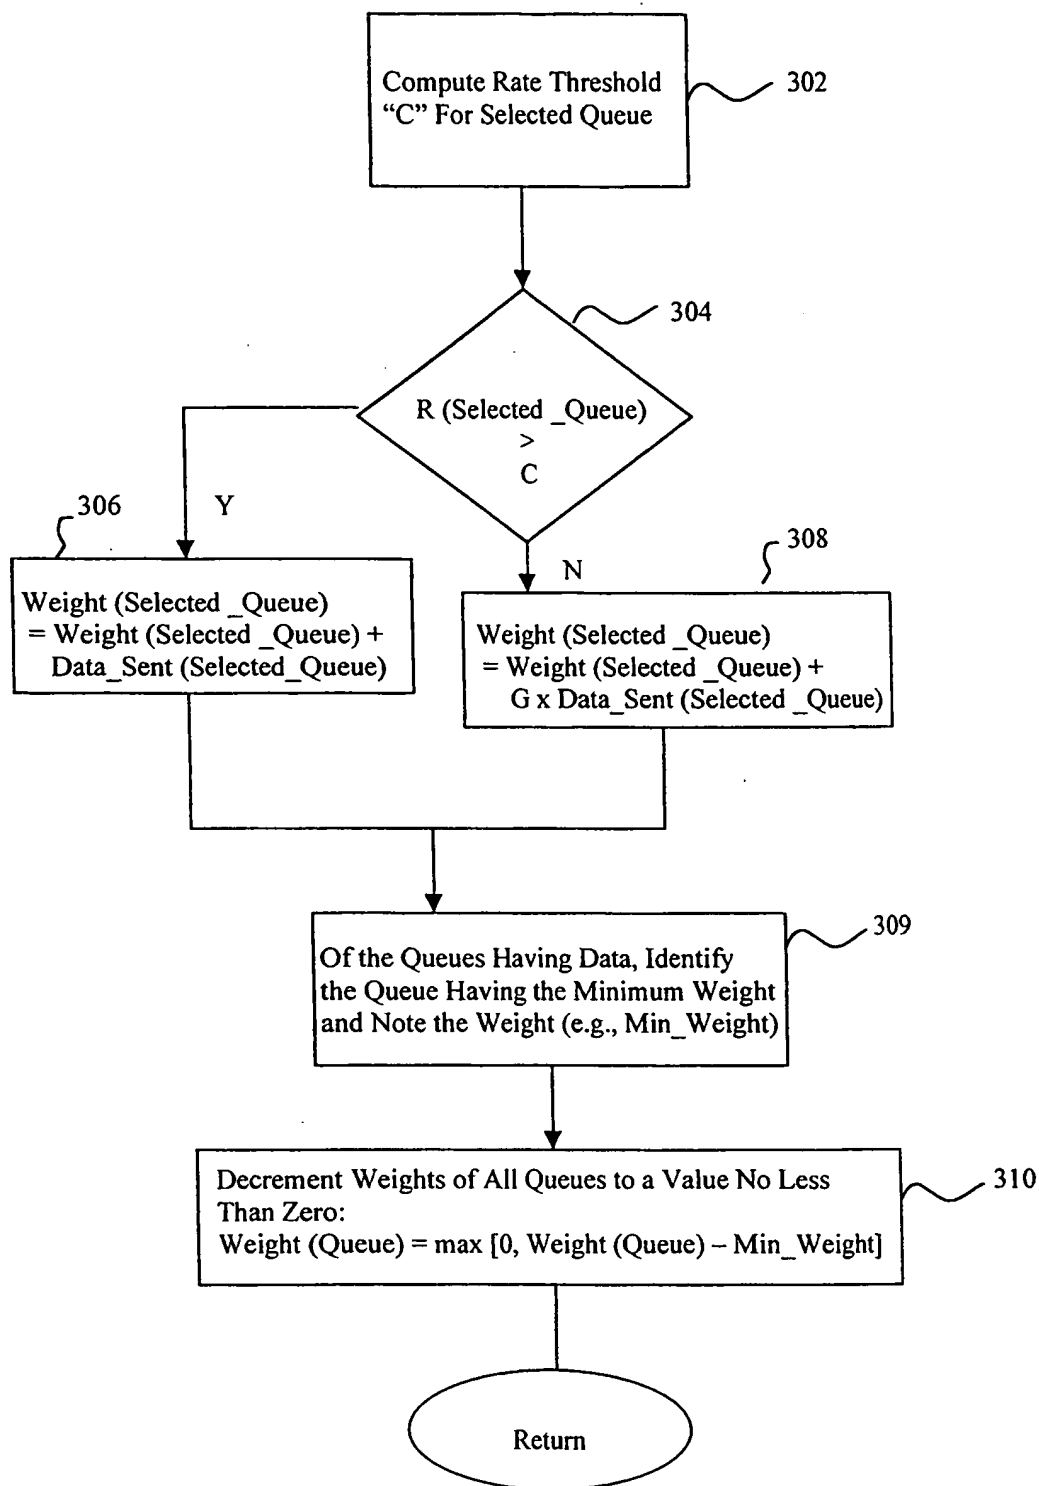 Compute Rate Threshold
“C” For Selected Queue
302
304
R (Selected _Queue)
>
C
Y
N
306
Weight (Selected _Queue)
= Weight (Selected _Queue) +
Data_Sent (Selected_Queue)
308
Weight (Selected _Queue)
= Weight (Selected _Queue) +
G x Data_Sent (Selected _Queue)
309
Of the Queues Having Data, Identify
the Queue Having the Minimum Weight
and Note the Weight (e.g., Min_Weight)
310
Decrement Weights of All Queues to a Value No Less
Than Zero:
Weight (Queue) = max [0, Weight (Queue) – Min_Weight]
Return